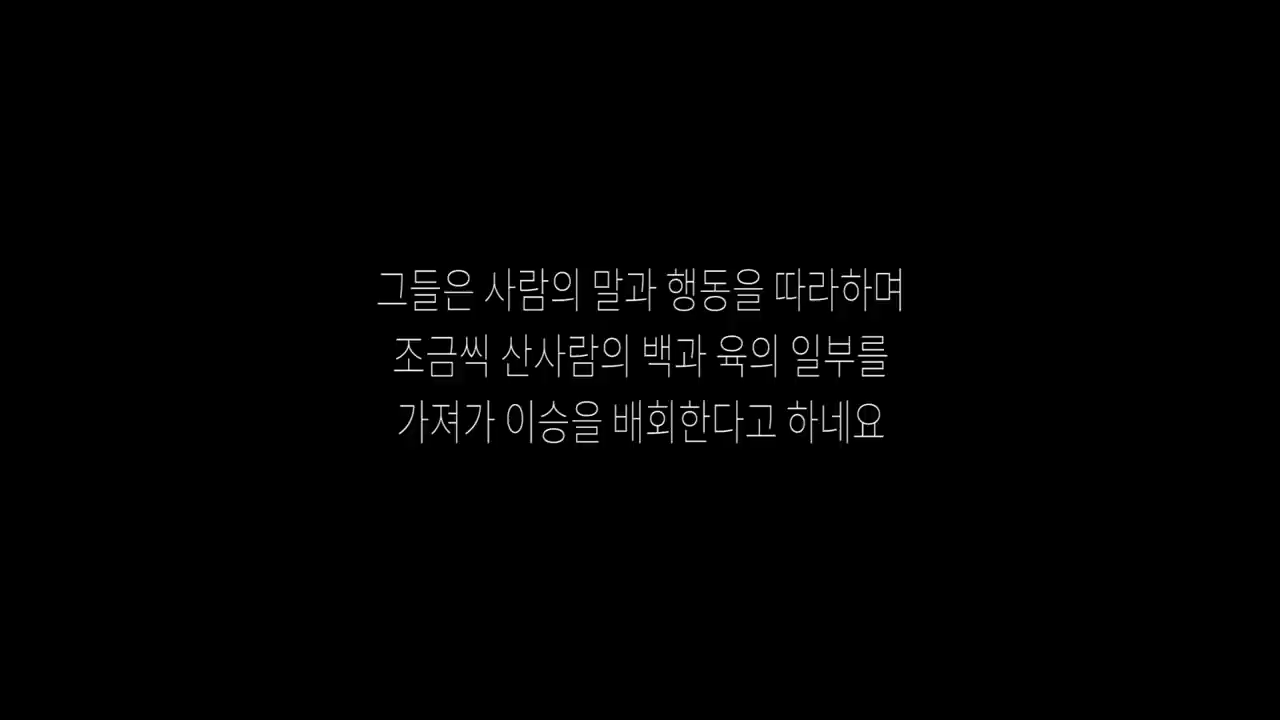 그들은 사람의 말과 행동을 따라하며
조금씩 산사람의 백과 육의 일부를
가져가 이승을 배회한다고 하네요